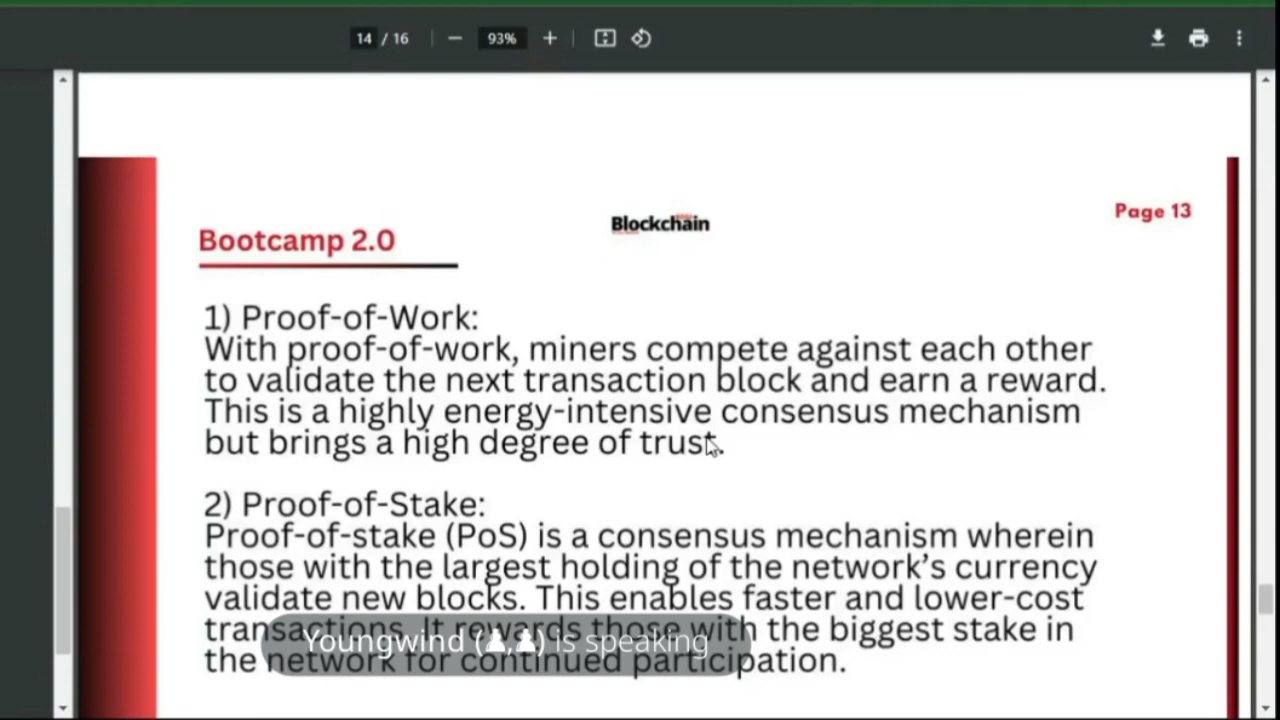 14 / 16
93%
Page 13
Blockchain
Bootcamp 2.0
1) Proof-of-Work:
With proof-of-work, miners compete against each other
to validate the next transaction block and earn a reward.
This is a highly energy-intensive consensus mechanism
but brings a high degree of trust.
2) Proof-of-Stake:
Proof-of-stake (PoS) is a consensus mechanism wherein
those with the largest holding of the network’s currency
validate new blocks. This enables faster and lower-cost
transactions. It rewards those with the biggest stake in
the network for continued participation.
Youngwind (♟,♟) is speaking